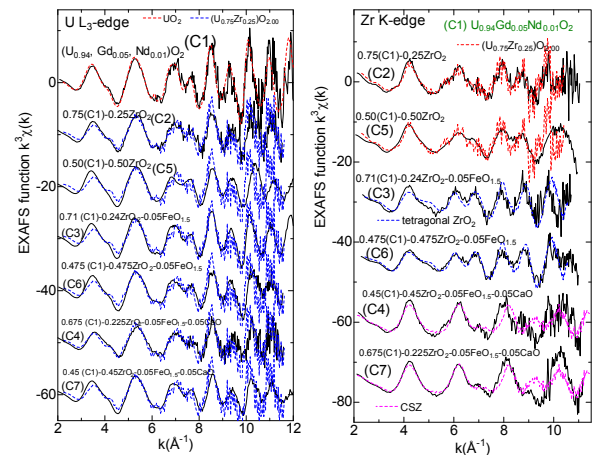 U L3-edge
UO2
(U0.75Zr0.25)O2.00
(U0.94, Gd0.05, Nd0.01)O2
(C1)
0.75(C1)-0.25ZrO2
(C2)
0.50(C1)-0.50ZrO2
(C5)
0.71 (C1)-0.24ZrO2-0.05FeO1.5
(C3)
0.475 (C1)-0.475ZrO2-0.05FeO1.5
(C6)
0.675 (C1)-0.225ZrO2-0.05FeO1.5-0.05CaO
(C4)
0.45 (C1)-0.45ZrO2-0.05FeO1.5-0.05CaO
(C7)
EXAFS function k3χ(k)
0
-20
-40
-60
2 4 6 8 10 12
k(Å-1)
Zr K-edge
(C1) U0.94Gd0.05Nd0.01O2
(U0.75Zr0.25)O2.00
0.75(C1)-0.25ZrO2
(C2)
0.50(C1)-0.50ZrO2
(C5)
0.71(C1)-0.24ZrO2-0.05FeO1.5
(C3)
tetragonal ZrO2
0.475(C1)-0.475ZrO2-0.05FeO1.5
(C6)
0.45(C1)-0.45ZrO2-0.05FeO1.5-0.05CaO
(C4)
0.675(C1)-0.225ZrO2-0.05FeO1.5-0.05CaO
(C7)
CSZ
EXAFS function k3χ(k)
0
-20
-40
-60
-80
2 4 6 8 10
k(Å-1)